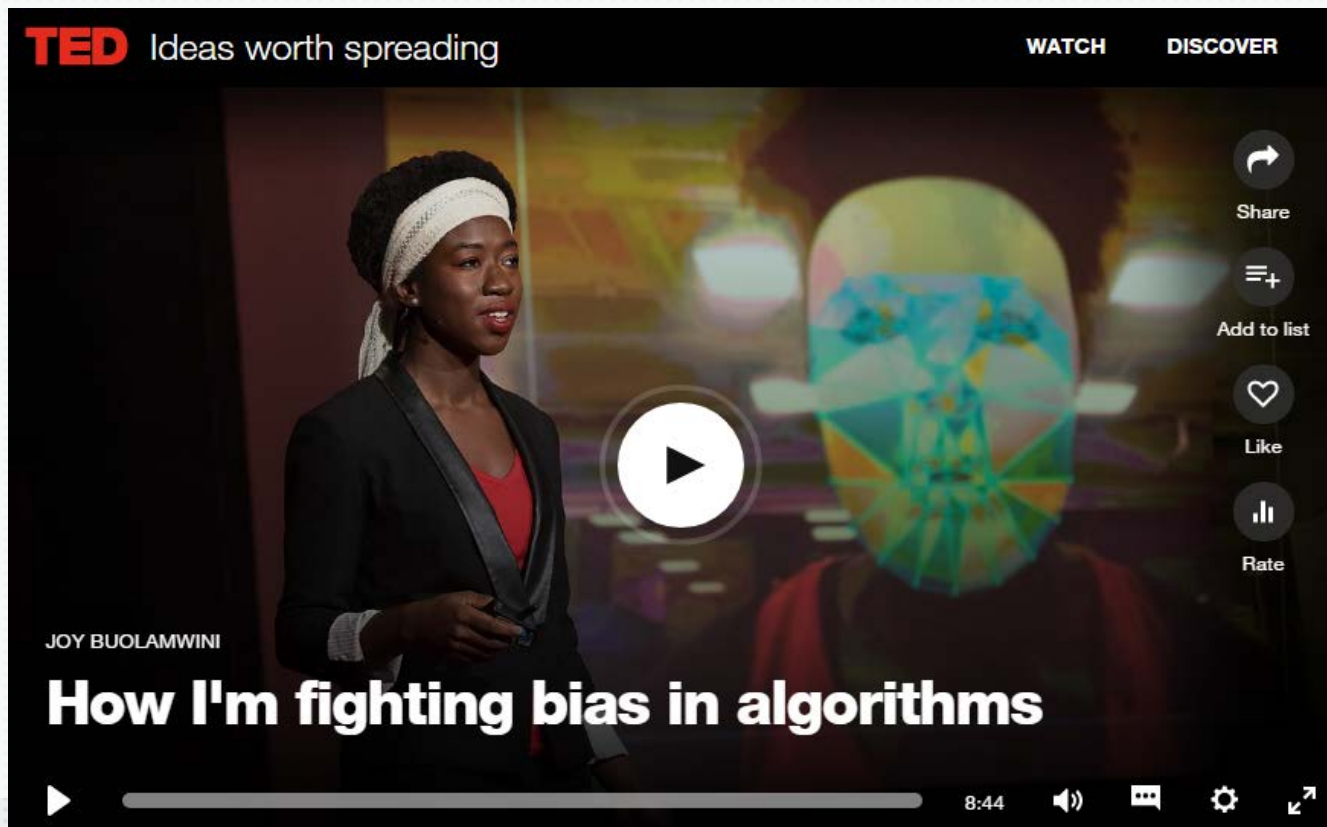 TED Ideas worth spreading WATCH DISCOVER
Share
Add to list
Like
Rate
JOY BUOLAMWINI
How I'm fighting bias in algorithms
8:44